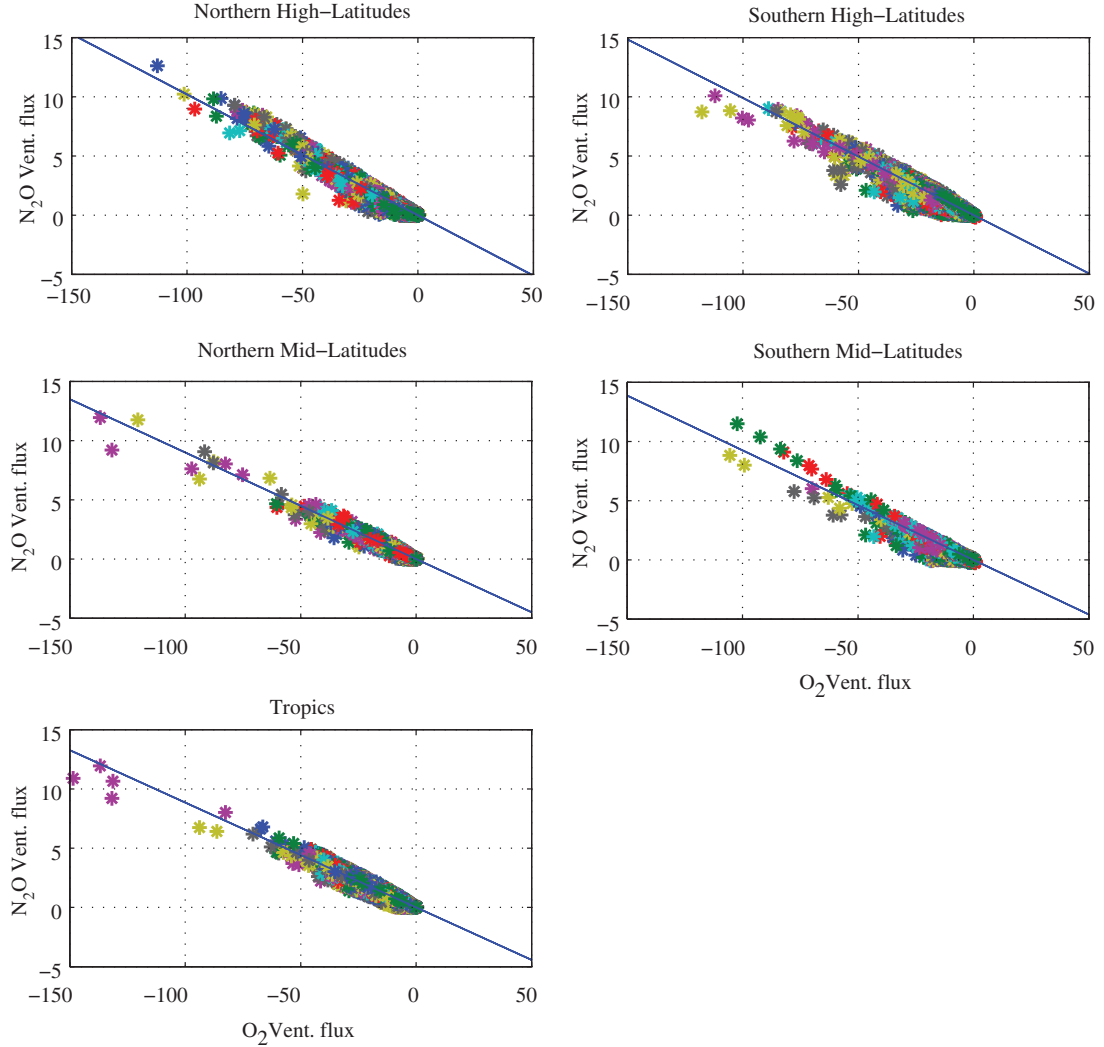 Northern High–Latitudes
Southern High–Latitudes
15
10
5
0
−5
N2O Vent. flux
−150 −100 −50 0 50
15
10
5
0
−5
N2O Vent. flux
−150 −100 −50 0 50
Northern Mid–Latitudes
Southern Mid–Latitudes
15
10
5
0
−5
N2O Vent. flux
−150 −100 −50 0 50
15
10
5
0
−5
N2O Vent. flux
−150 −100 −50 0 50
O2Vent. flux
Tropics
15
10
5
0
−5
N2O Vent. flux
−150 −100 −50 0 50
O2Vent. flux